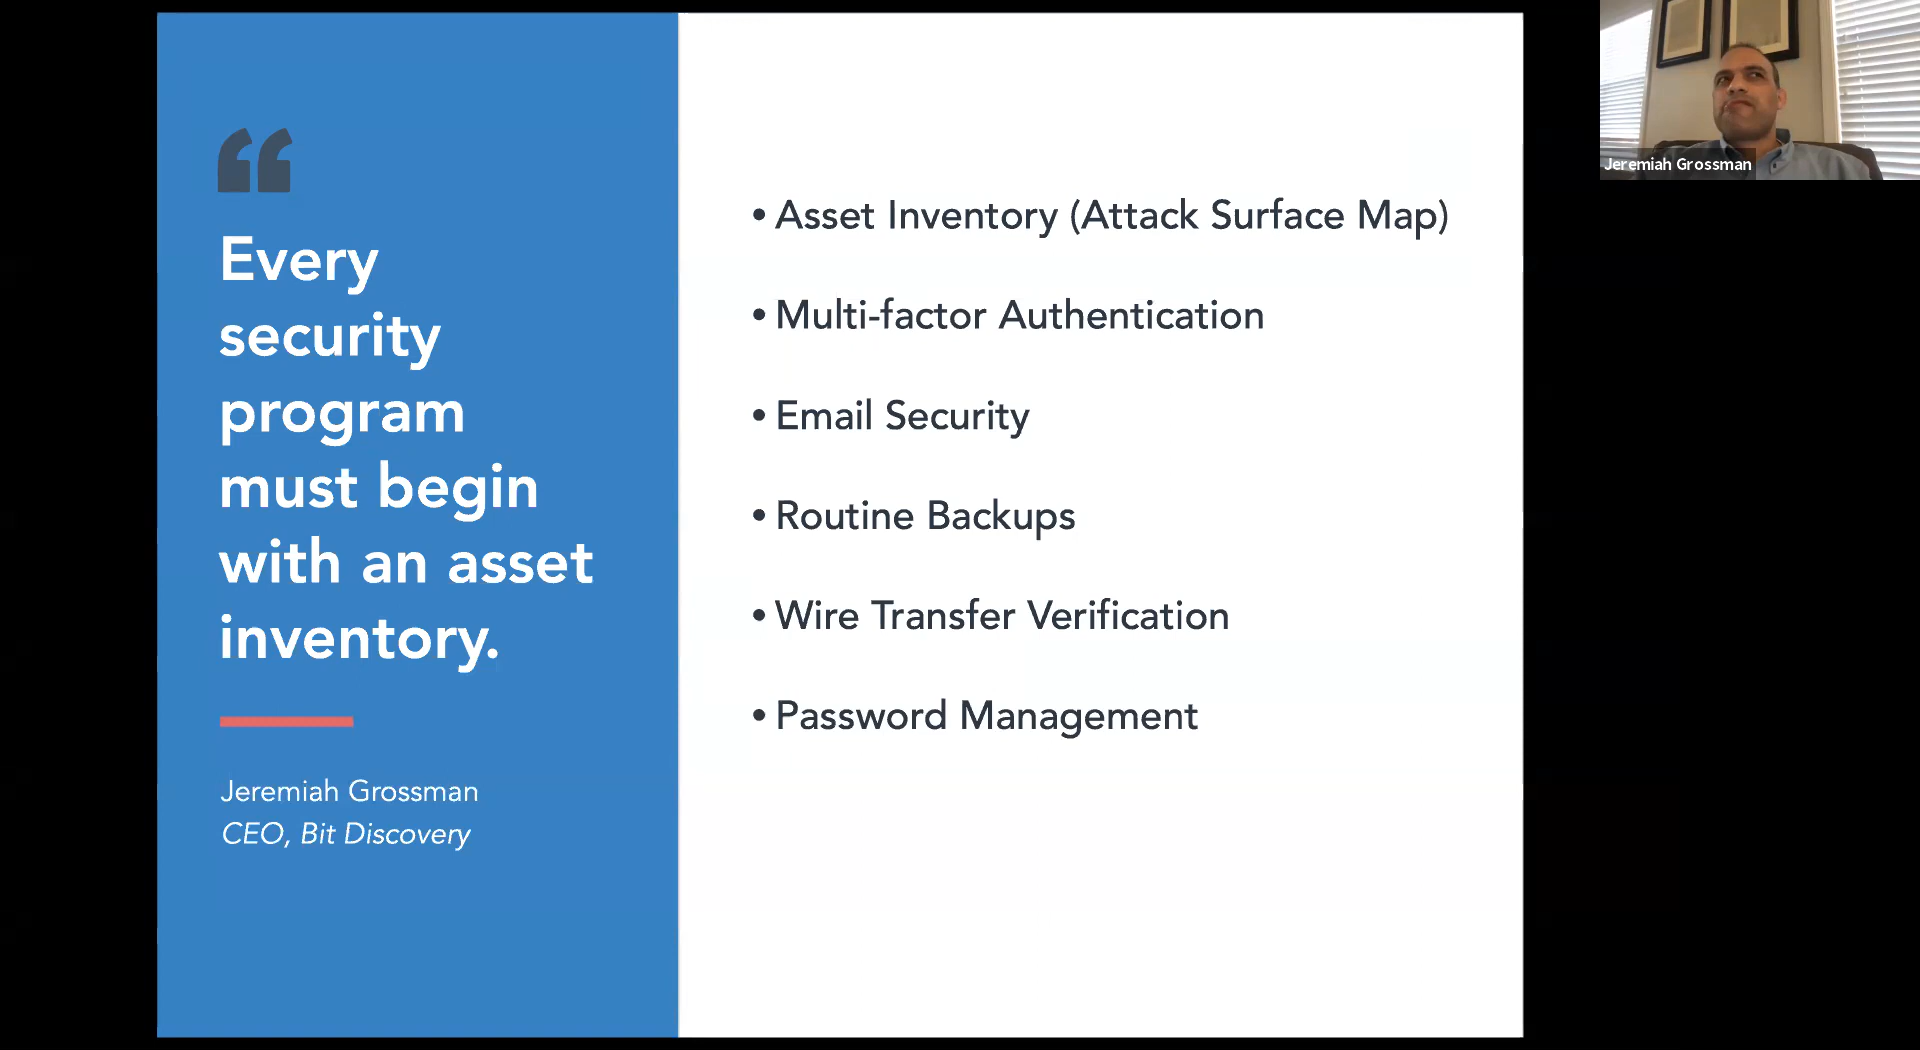 “
Every
security
program
must begin
with an asset
inventory.
Jeremiah Grossman
CEO, Bit Discovery
• Asset Inventory (Attack Surface Map)
• Multi-factor Authentication
• Email Security
• Routine Backups
• Wire Transfer Verification
• Password Management
Jeremiah Grossman